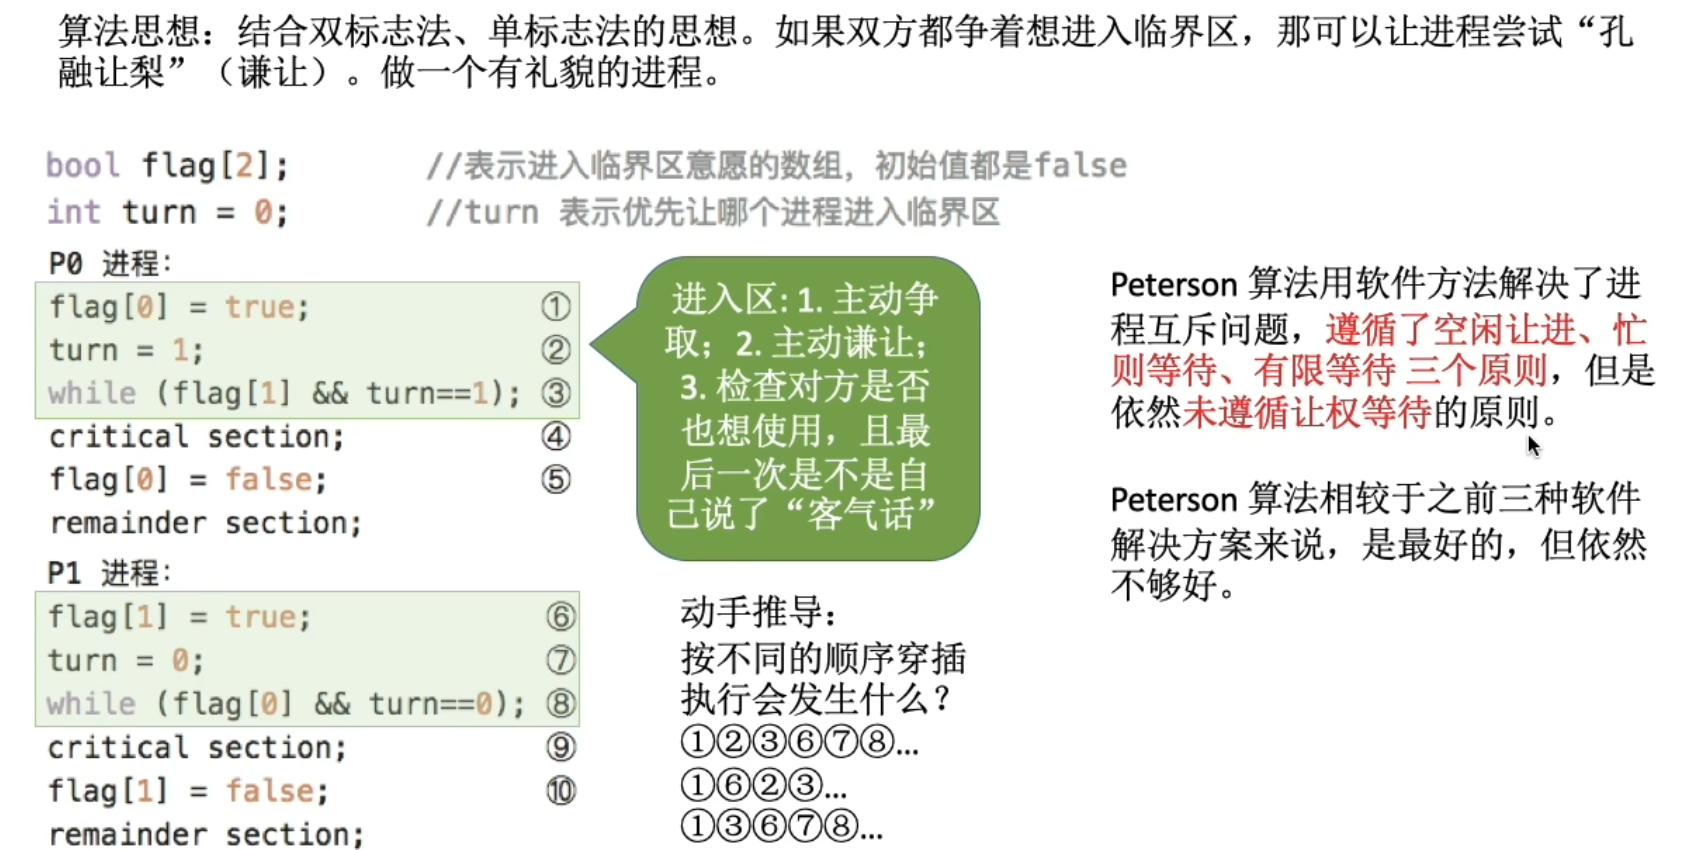 算法思想：结合双标志法、单标志法的思想。如果双方都争着想进入临界区，那可以让进程尝试“孔
融让梨”（谦让）。做一个有礼貌的进程。
bool flag[2]; //表示进入临界区意愿的数组，初始值都是false
int turn = 0; //turn 表示优先让哪个进程进入临界区
P0 进程：
flag[0] = true; ①
turn = 1; ②
while (flag[1] && turn==1); ③
critical section; ④
flag[0] = false; ⑤
remainder section;
P1 进程：
flag[1] = true; ⑥
turn = 0; ⑦
while (flag[0] && turn==0); ⑧
critical section; ⑨
flag[1] = false; ⑩
remainder section;
进入区: 1. 主动争
取；2. 主动谦让；
3. 检查对方是否
也想使用，且最
后一次是不是自
己说了“客气话”
动手推导：
按不同的顺序穿插
执行会发生什么？
①②③⑥⑦⑧...
①⑥②③...
①③⑥⑦⑧...
Peterson 算法用软件方法解决了进
程互斥问题，遵循了空闲让进、忙
则等待、有限等待 三个原则，但是
依然未遵循让权等待的原则。
Peterson 算法相较于之前三种软件
解决方案来说，是最好的，但依然
不够好。